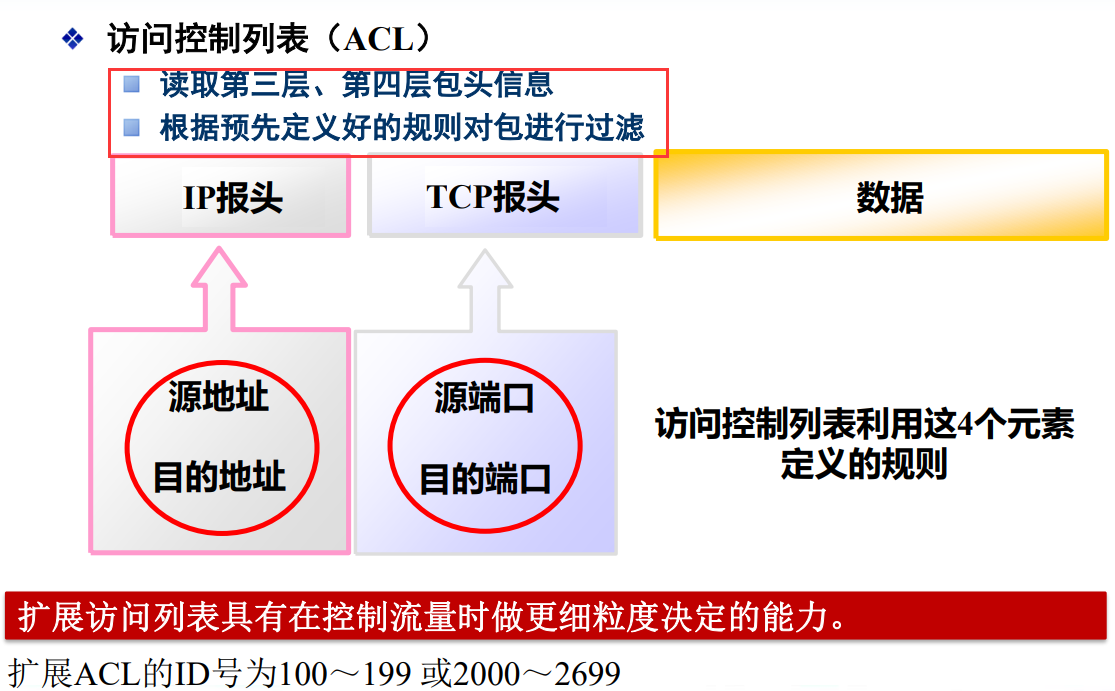 访问控制列表（ACL）
读取第三层、第四层包头信息
根据预先定义好的规则对包进行过滤
IP报头
TCP报头
数据
源地址
目的地址
源端口
目的端口
访问控制列表利用这4个元素
定义的规则
扩展访问列表具有在控制流量时做更细粒度决定的能力。
扩展ACL的ID号为100～199 或2000～2699